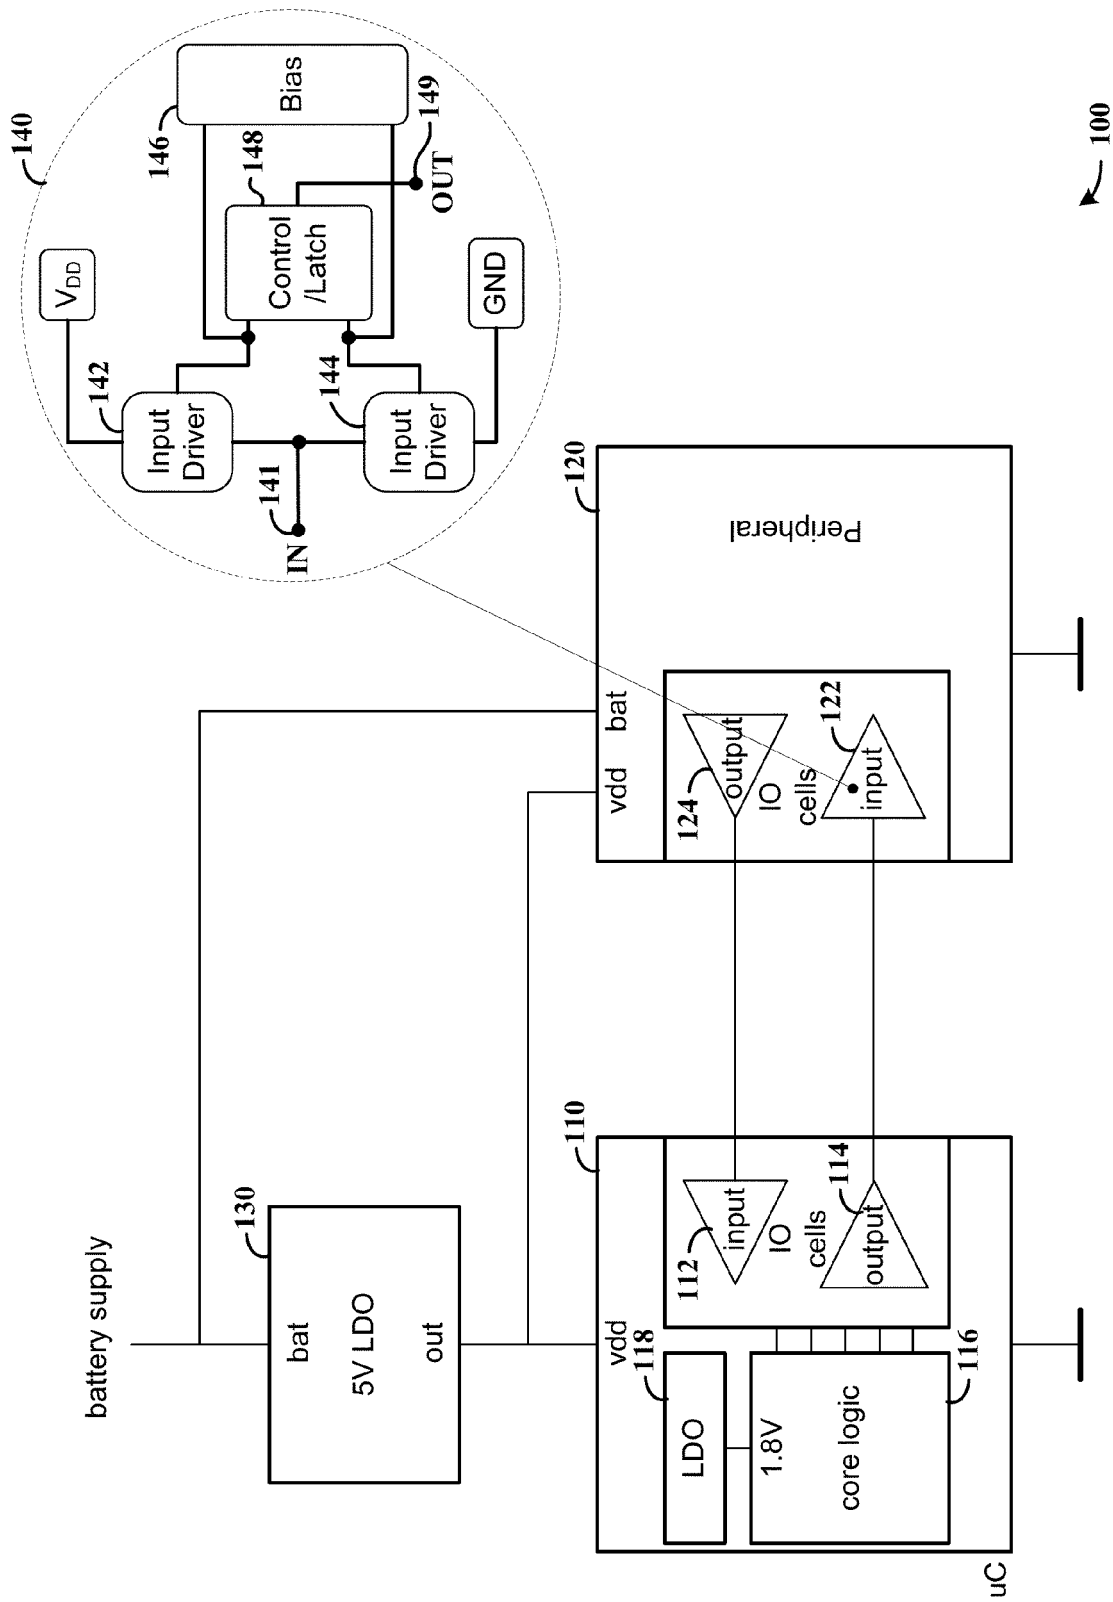 battery supply
130
bat
5V LDO
out
110
vdd
118
LDO
1.8V
core logic
116
112
input
IO
cells
114
output
uC
120
vdd
bat
124
output
IO
cells
122
input
Peripheral
140
V_DD
142
Input
Driver
141
IN
144
Input
Driver
GND
146
Bias
148
Control
/Latch
149
OUT
100